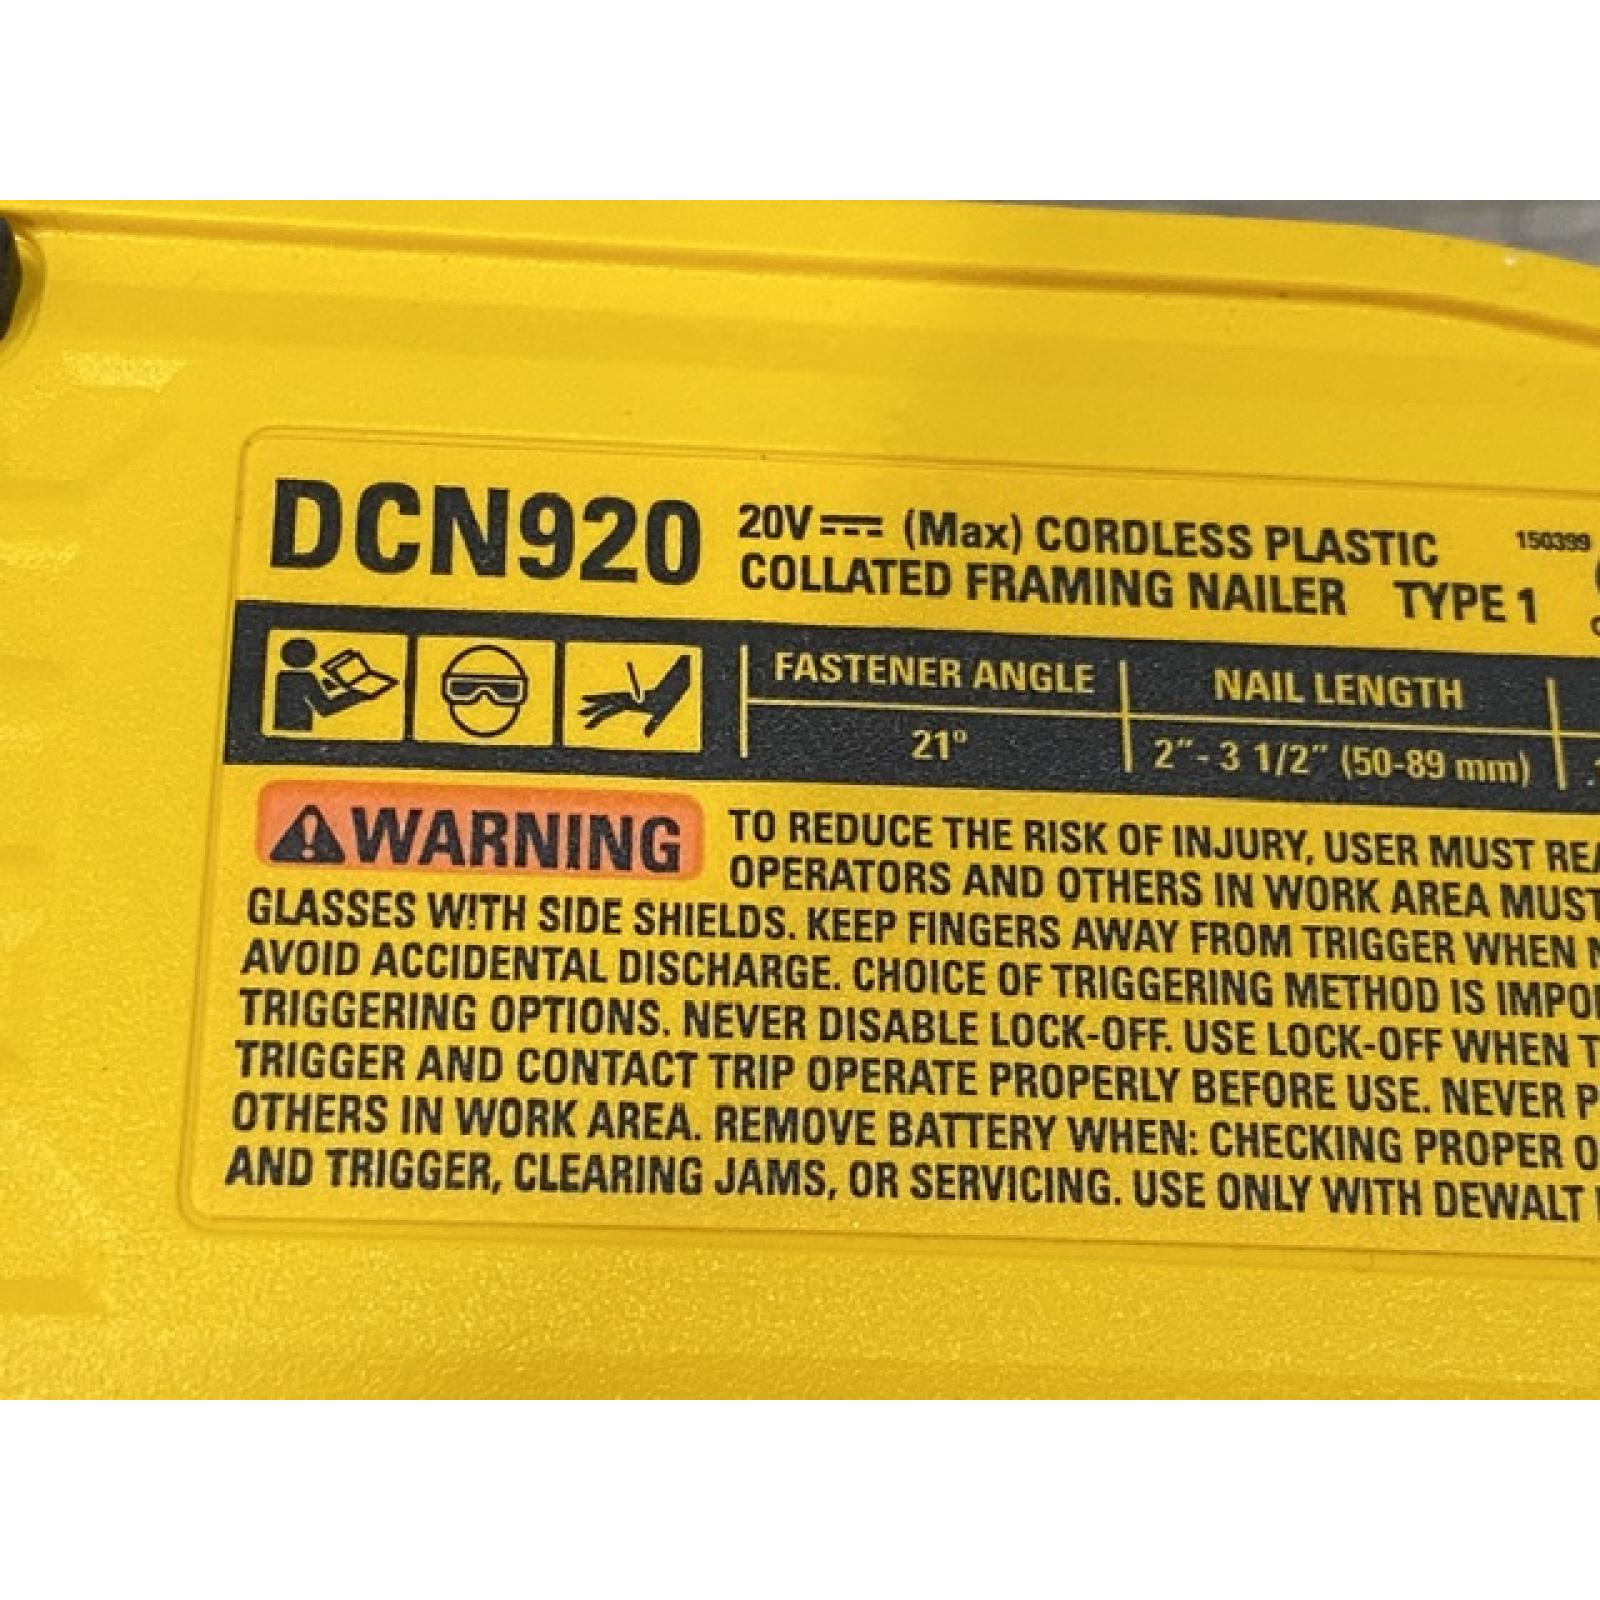 DCN920 20V (Max) CORDLESS PLASTIC
COLLATED FRAMING NAILER TYPE 1
150399
FASTENER ANGLE NAIL LENGTH
21° 2" - 3 1/2" (50-89 mm)
WARNING TO REDUCE THE RISK OF INJURY, USER MUST
OPERATORS AND OTHERS IN WORK AREA MUST
GLASSES WITH SIDE SHIELDS. KEEP FINGERS AWAY FROM TRIGGER WHEN
AVOID ACCIDENTAL DISCHARGE. CHOICE OF TRIGGERING METHOD IS
TRIGGERING OPTIONS. NEVER DISABLE LOCK-OFF. USE LOCK-OFF WHEN
TRIGGER AND CONTACT TRIP OPERATE PROPERLY BEFORE USE. NEVER
OTHERS IN WORK AREA. REMOVE BATTERY WHEN: CHECKING PROPER
AND TRIGGER, CLEARING JAMS, OR SERVICING. USE ONLY WITH DEWALT